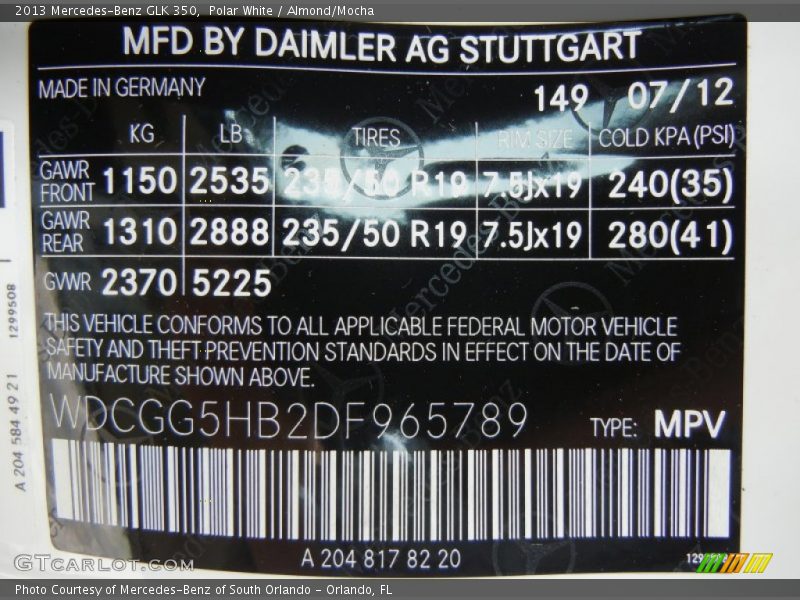 2013 Mercedes-Benz GLK 350, Polar White / Almond/Mocha
MFD BY DAIMLER AG STUTTGART
MADE IN GERMANY
149 07/12
KG LB TIRES RIM SIZE COLD KPA(PSI)
GAWR FRONT 1150 2535 235/50 R19 7.5Jx19 240(35)
GAWR REAR 1310 2888 235/50 R19 7.5Jx19 280(41)
GVWR 2370 5225
THIS VEHICLE CONFORMS TO ALL APPLICABLE FEDERAL MOTOR VEHICLE
SAFETY AND THEFT PREVENTION STANDARDS IN EFFECT ON THE DATE OF
MANUFACTURE SHOWN ABOVE.
WDCGG5HB2DF965789 TYPE: MPV
A 204 817 82 20
A 204 584 49 21 1299508
GTCARLOT.COM
Photo Courtesy of Mercedes-Benz of South Orlando - Orlando, FL